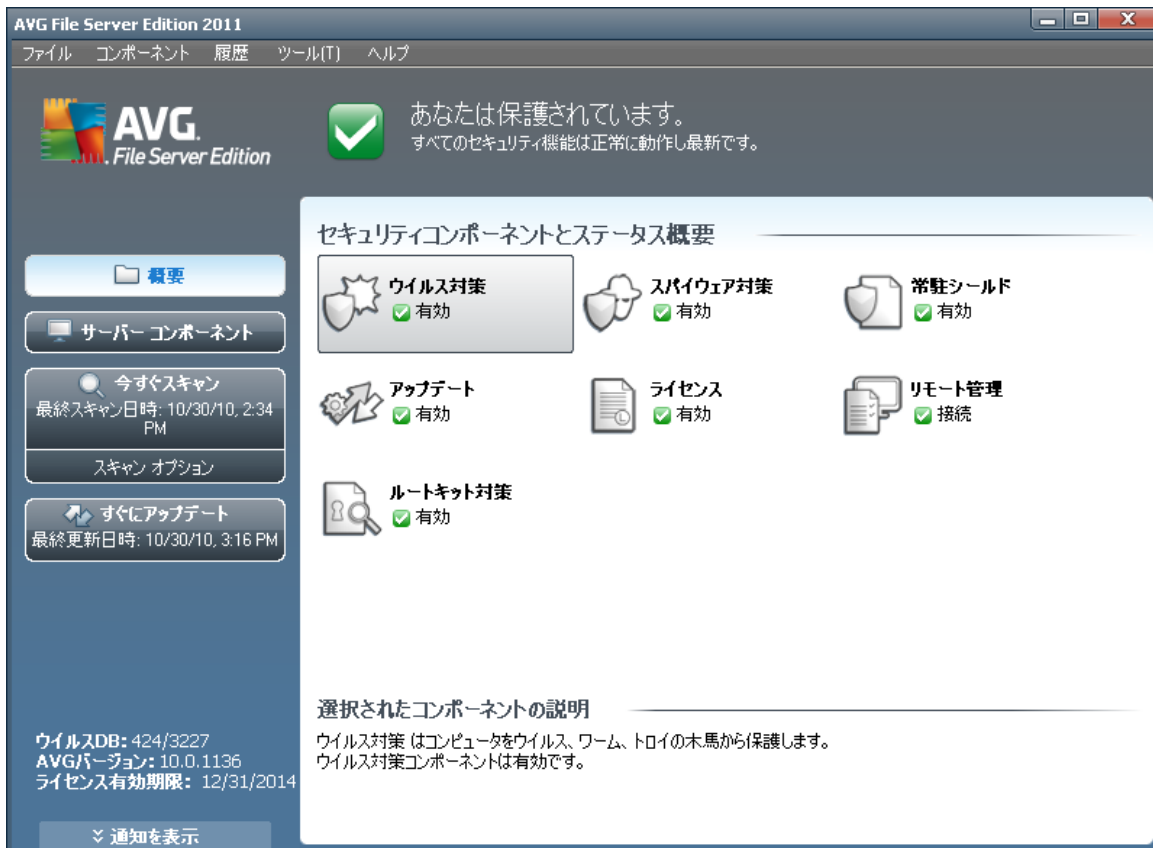 AVG File Server Edition 2011
ファイル コンポーネント 履歴 ツール(T) ヘルプ
AVG.
File Server Edition
あなたは保護されています。
すべてのセキュリティ機能は正常に動作し最新です。
概要
サーバー コンポーネント
今すぐスキャン
最終スキャン日時: 10/30/10, 2:34
PM
スキャン オプション
すぐにアップデート
最終更新日時: 10/30/10, 3:16 PM
ウイルスDB: 424/3227
AVGバージョン: 10.0.1136
ライセンス有効期限: 12/31/2014
通知を表示
セキュリティコンポーネントとステータス概要
ウイルス対策
有効
スパイウェア対策
有効
常駐シールド
有効
アップデート
有効
ライセンス
有効
リモート管理
接続
ルートキット対策
有効
選択されたコンポーネントの説明
ウイルス対策 はコンピュータをウイルス、ワーム、トロイの木馬から保護します。
ウイルス対策コンポーネントは有効です。